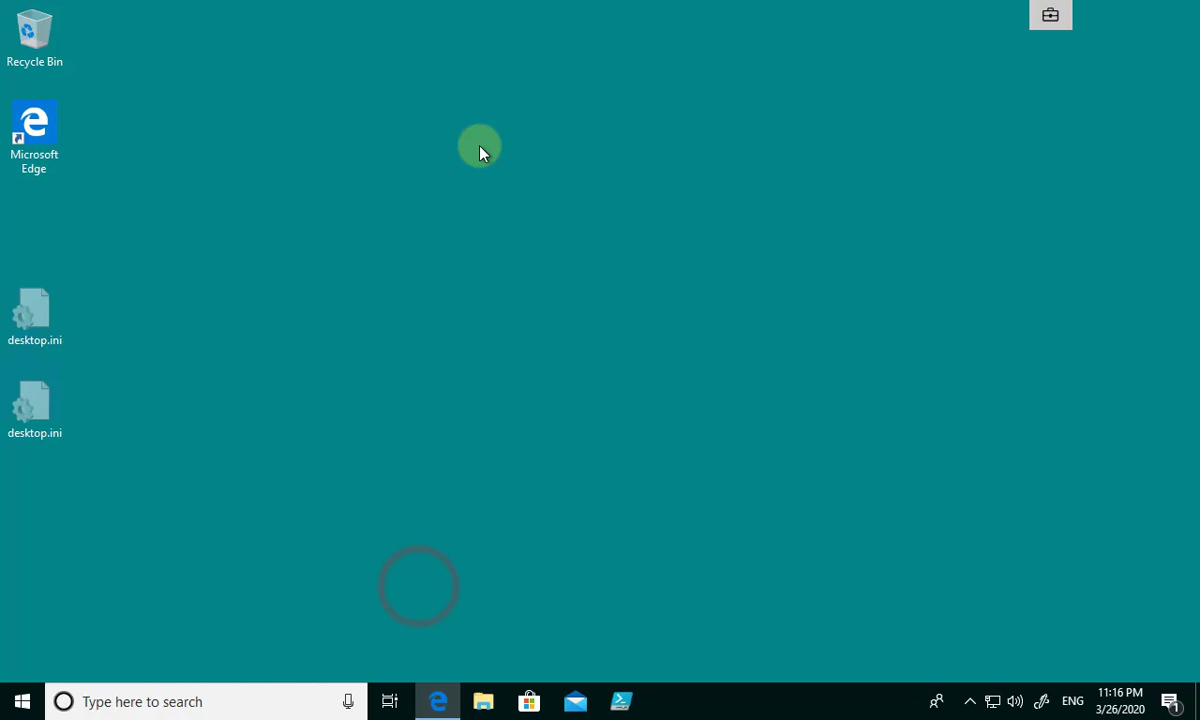 Recycle Bin
Microsoft
Edge
desktop.ini
desktop.ini
Type here to search
ENG
11:16 PM
3/26/2020
1